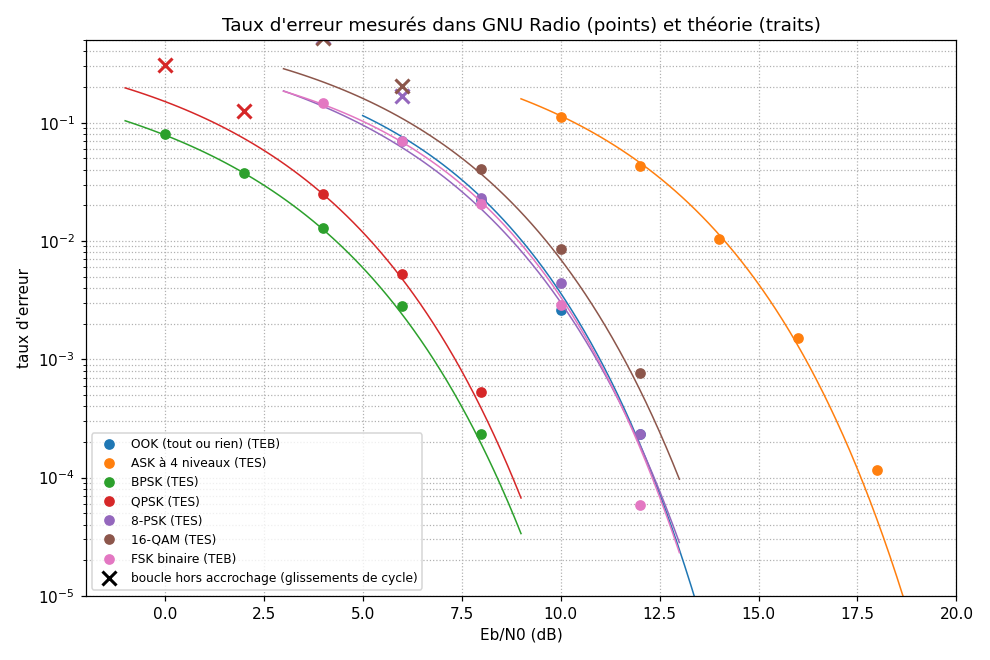 Taux d'erreur mesurés dans GNU Radio (points) et théorie (traits)
taux d'erreur
10⁻¹
10⁻²
10⁻³
10⁻⁴
10⁻⁵
OOK (tout ou rien) (TEB)
ASK à 4 niveaux (TES)
BPSK (TES)
QPSK (TES)
8-PSK (TES)
16-QAM (TES)
FSK binaire (TEB)
boucle hors accrochage (glissements de cycle)
0.0 2.5 5.0 7.5 10.0 12.5 15.0 17.5 20.0
Eb/N0 (dB)